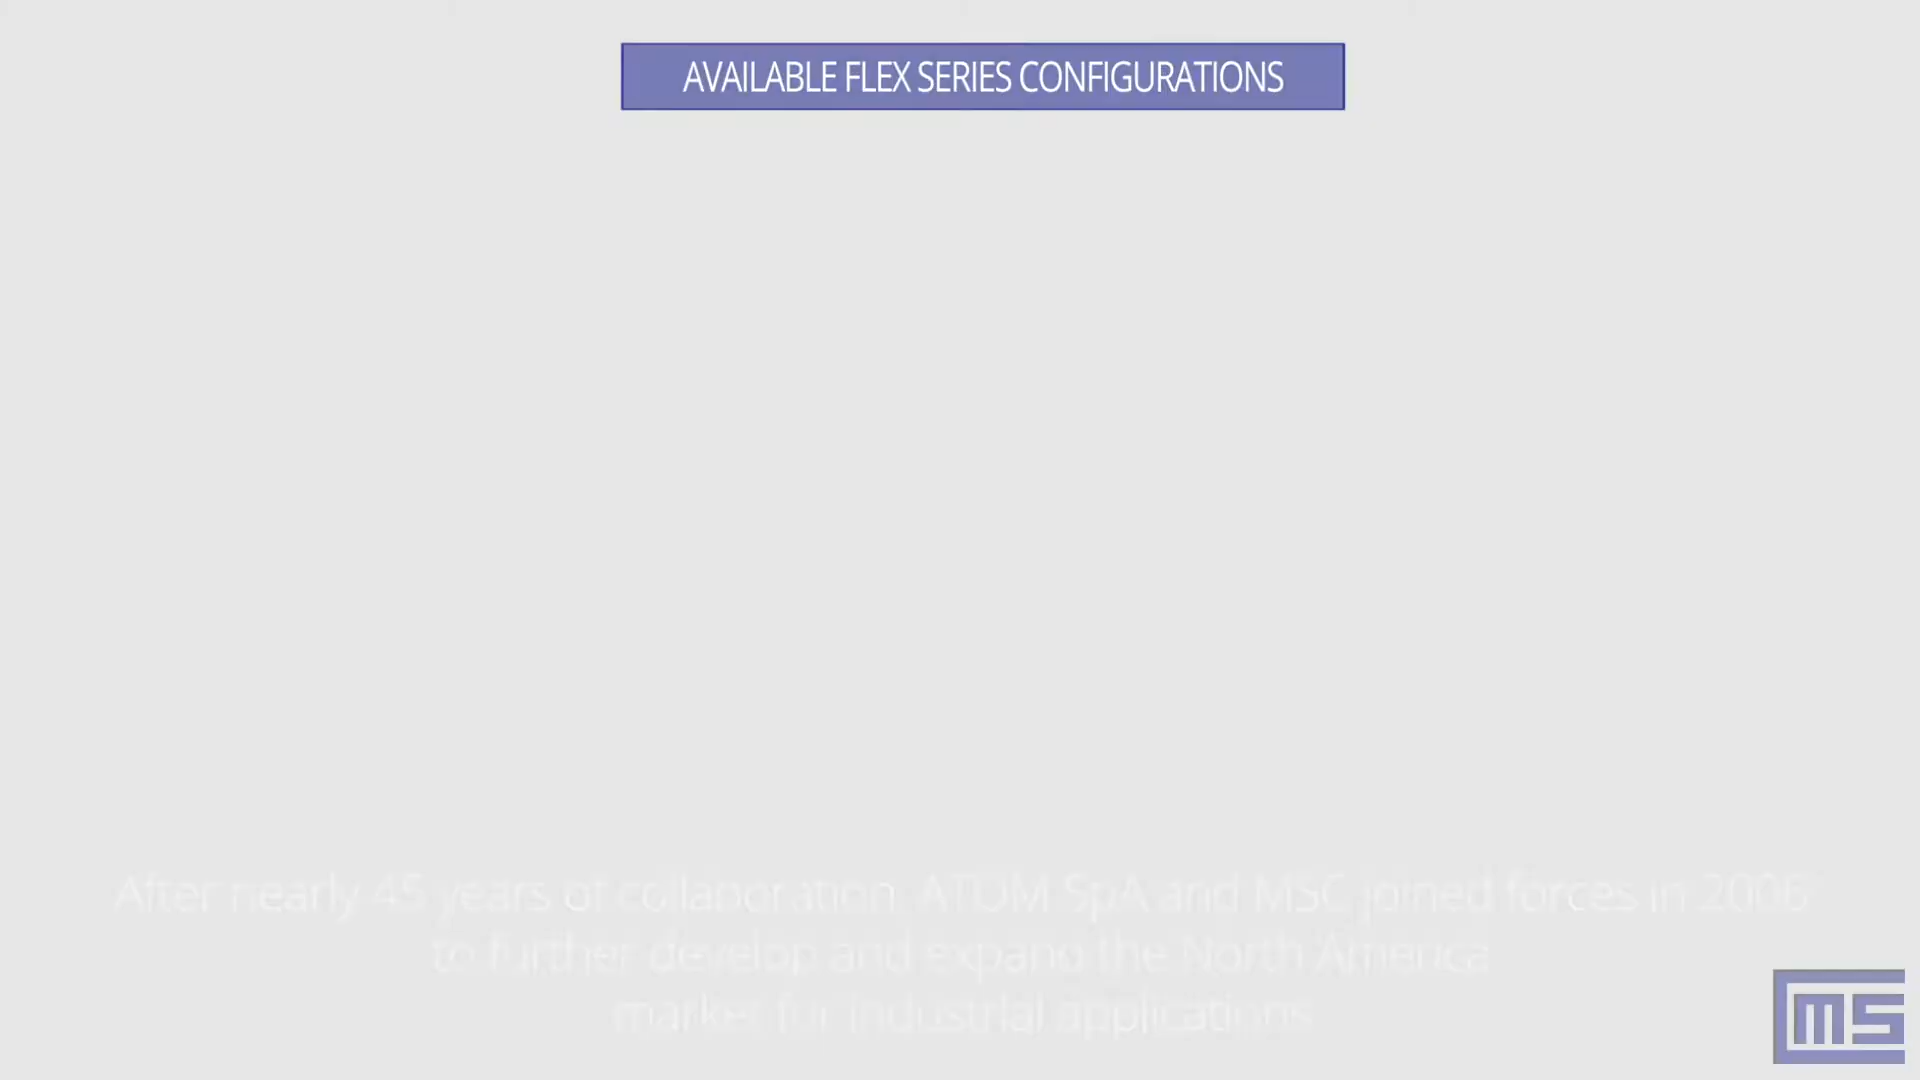 AVAILABLE FLEX SERIES CONFIGURATIONS
After nearly 45 years of collaboration, ATOM SpA and MSC joined forces in 2006
to further develop and expand the North America
market for industrial applications
CMS